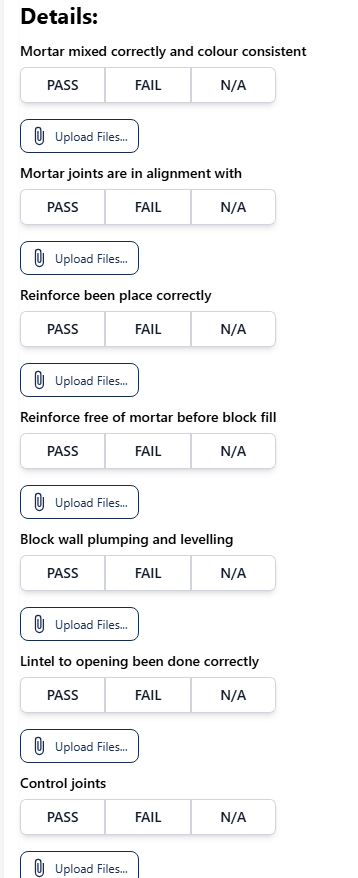 Details:
Mortar mixed correctly and colour consistent
PASS FAIL N/A
Upload Files...
Mortar joints are in alignment with
PASS FAIL N/A
Upload Files...
Reinforce been place correctly
PASS FAIL N/A
Upload Files...
Reinforce free of mortar before block fill
PASS FAIL N/A
Upload Files...
Block wall plumping and levelling
PASS FAIL N/A
Upload Files...
Lintel to opening been done correctly
PASS FAIL N/A
Upload Files...
Control joints
PASS FAIL N/A
Upload Files...